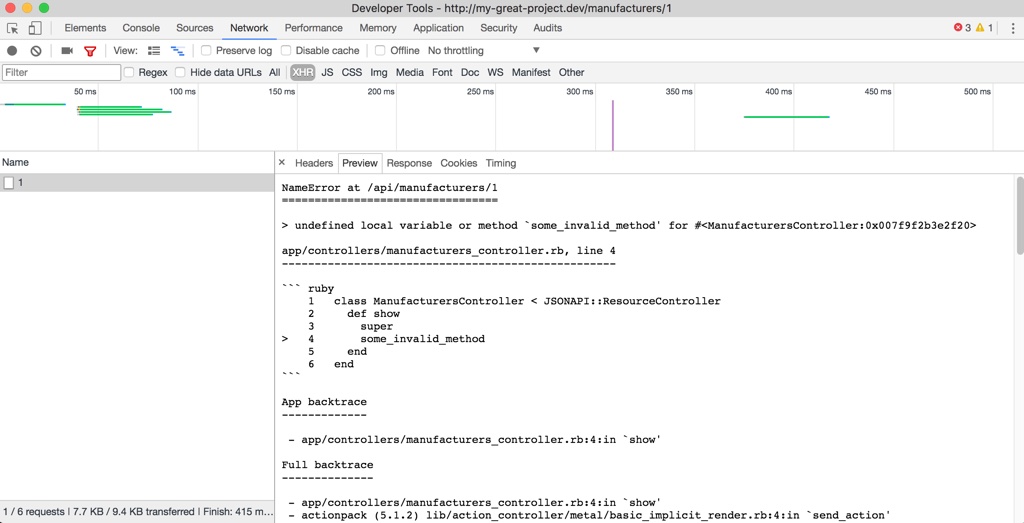 Developer Tools - http://my-great-project.dev/manufacturers/1
Elements Console Sources Network Performance Memory Application Security Audits 3 1
View: Preserve log Disable cache Offline No throttling
Filter Regex Hide data URLs All XHR JS CSS Img Media Font Doc WS Manifest Other
50 ms 100 ms 150 ms 200 ms 250 ms 300 ms 350 ms 400 ms 450 ms 500 ms
Name
1
× Headers Preview Response Cookies Timing
NameError at /api/manufacturers/1
=================================
> undefined local variable or method `some_invalid_method' for #<ManufacturersController:0x007f9f2b3e2f20>
app/controllers/manufacturers_controller.rb, line 4
---------------------------------------------------
``` ruby
1 class ManufacturersController < JSONAPI::ResourceController
2 def show
3 super
> 4 some_invalid_method
5 end
6 end
```
App backtrace
-------------
- app/controllers/manufacturers_controller.rb:4:in `show'
Full backtrace
--------------
- app/controllers/manufacturers_controller.rb:4:in `show'
- actionpack (5.1.2) lib/action_controller/metal/basic_implicit_render.rb:4:in `send_action'
1 / 6 requests | 7.7 KB / 9.4 KB transferred | Finish: 415 m...